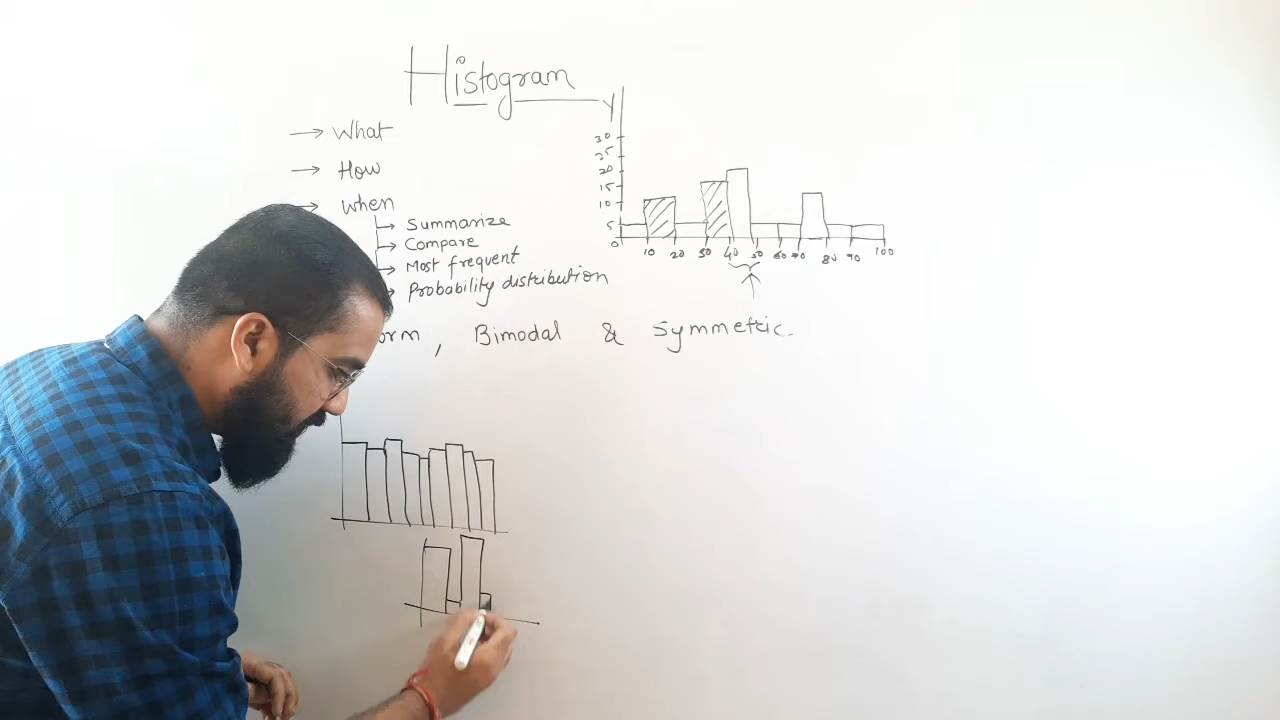 Histogram
→ What
→ How
→ When
→ Summarize
→ Compare
→ Most frequent
→ Probability distribution
, Bimodal & Symmetric
Y
30
25
20
15
10
5
0
10 20 30 40 50 60 70 80 90 100